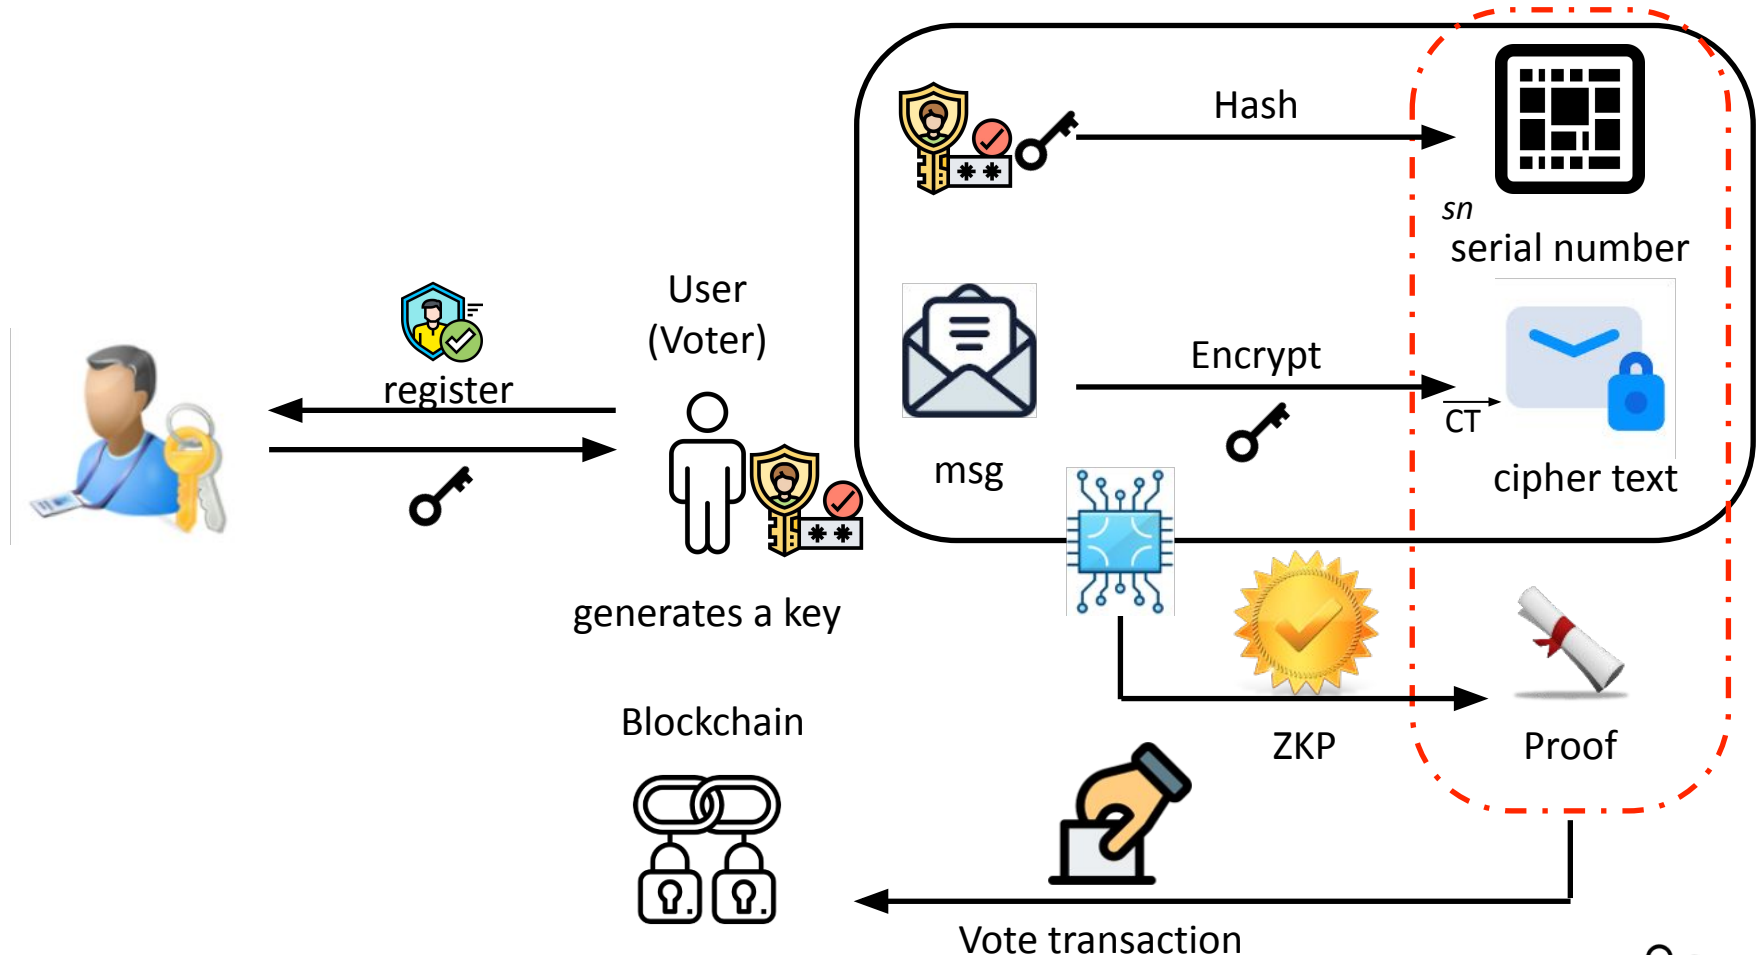 Hash
sn
serial number
User
(Voter)
register
Encrypt
CT
msg
cipher text
generates a key
Blockchain
ZKP
Proof
Vote transaction